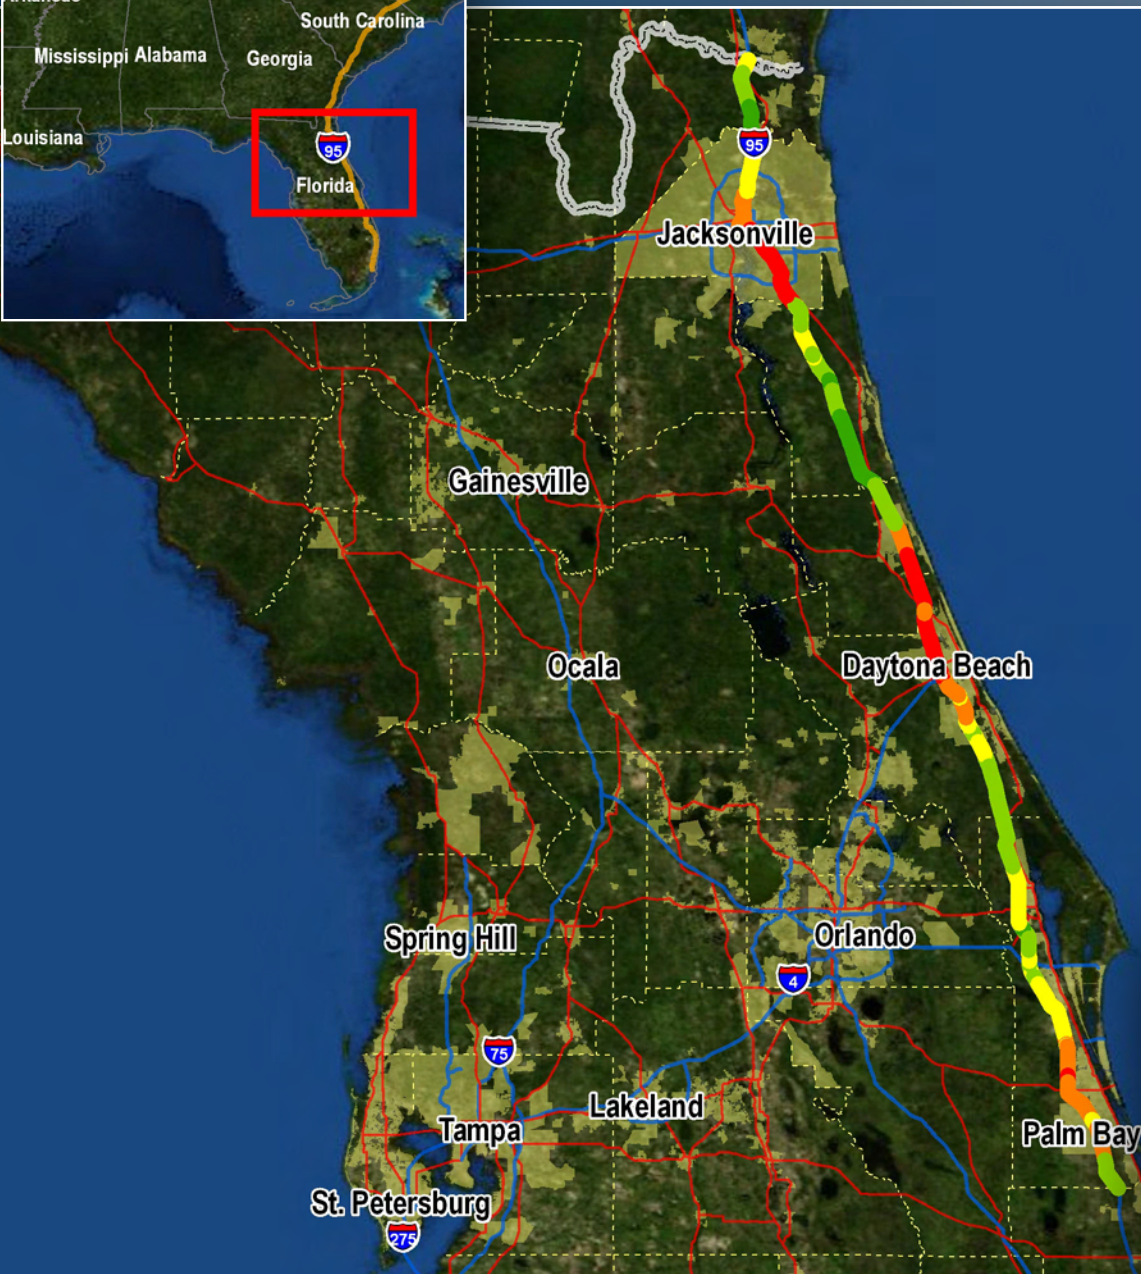 Arkansas
South Carolina
Mississippi Alabama
Georgia
Louisiana
95
Florida
95
Jacksonville
Gainesville
Ocala
Daytona Beach
Spring Hill
Orlando
4
75
Lakeland
Tampa
Palm Bay
St. Petersburg
275